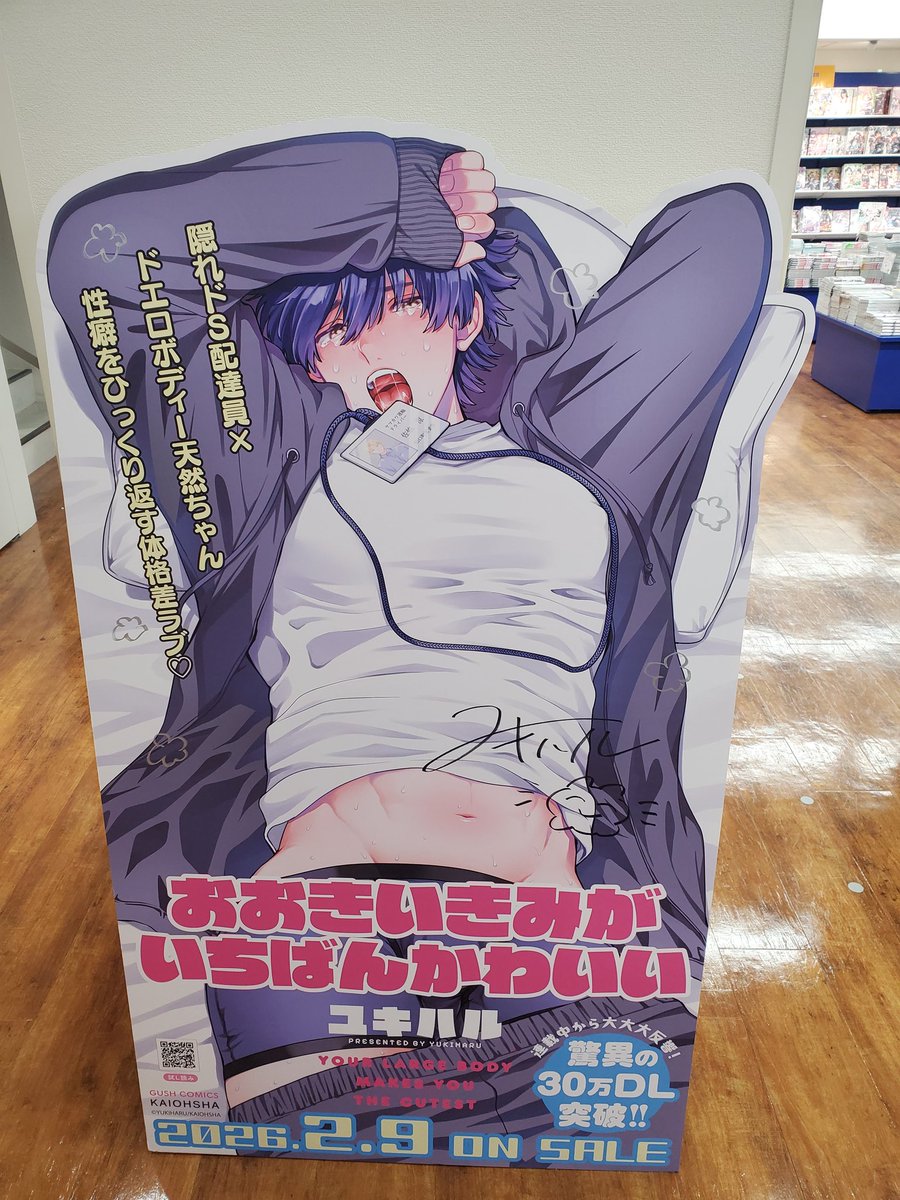 隠れドS配達員×
ドエロボディー天然ちゃん
性癖をひっくり返す体格差ラブ♡
おおきいきみが
いちばんかわいい
ユキハル
PRESENTED BY YUKIHARU
YOUR LARGE BODY
MAKES YOU
THE CUTEST
連載中から大大大反響!
驚異の
30万DL
突破!!
試し読み
GUSH COMICS
KAIOHSHA
©YUKIHARU/KAIOHSHA
2026.2.9 ON SALE